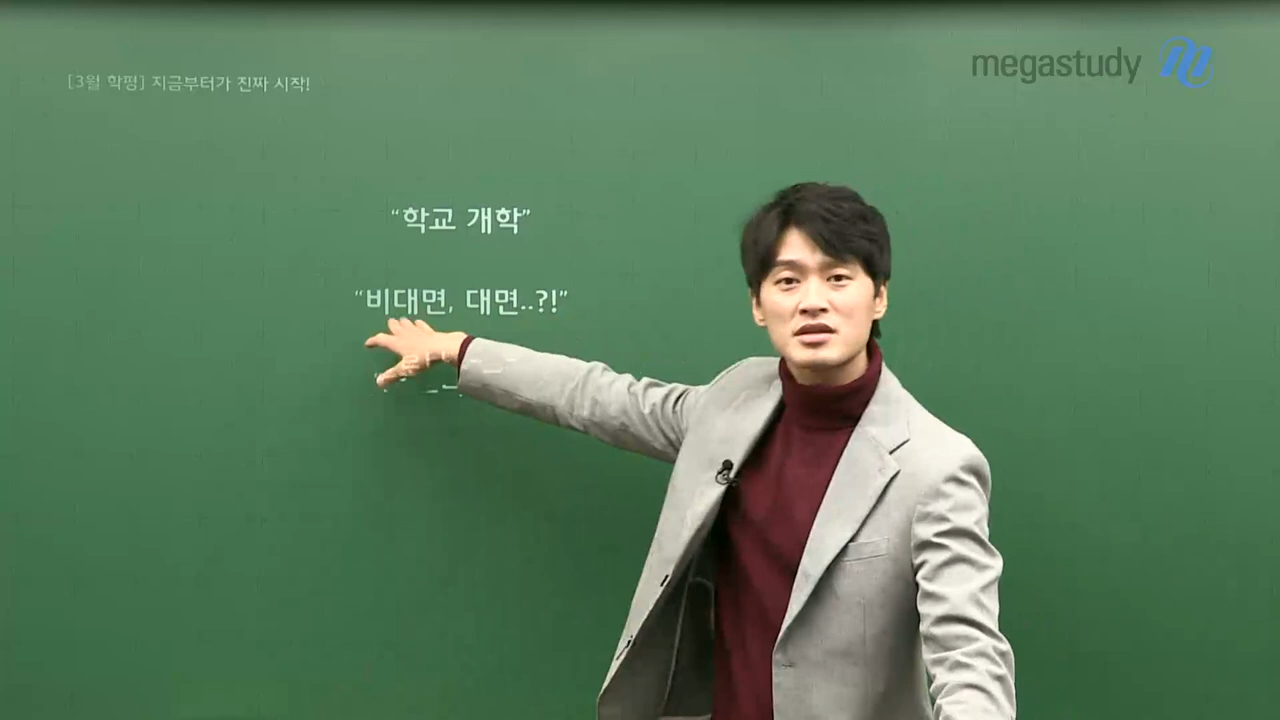 megastudy
[3월 학평] 지금부터가 진짜 시작!
“학교 개학”
“비대면, 대면..?!”